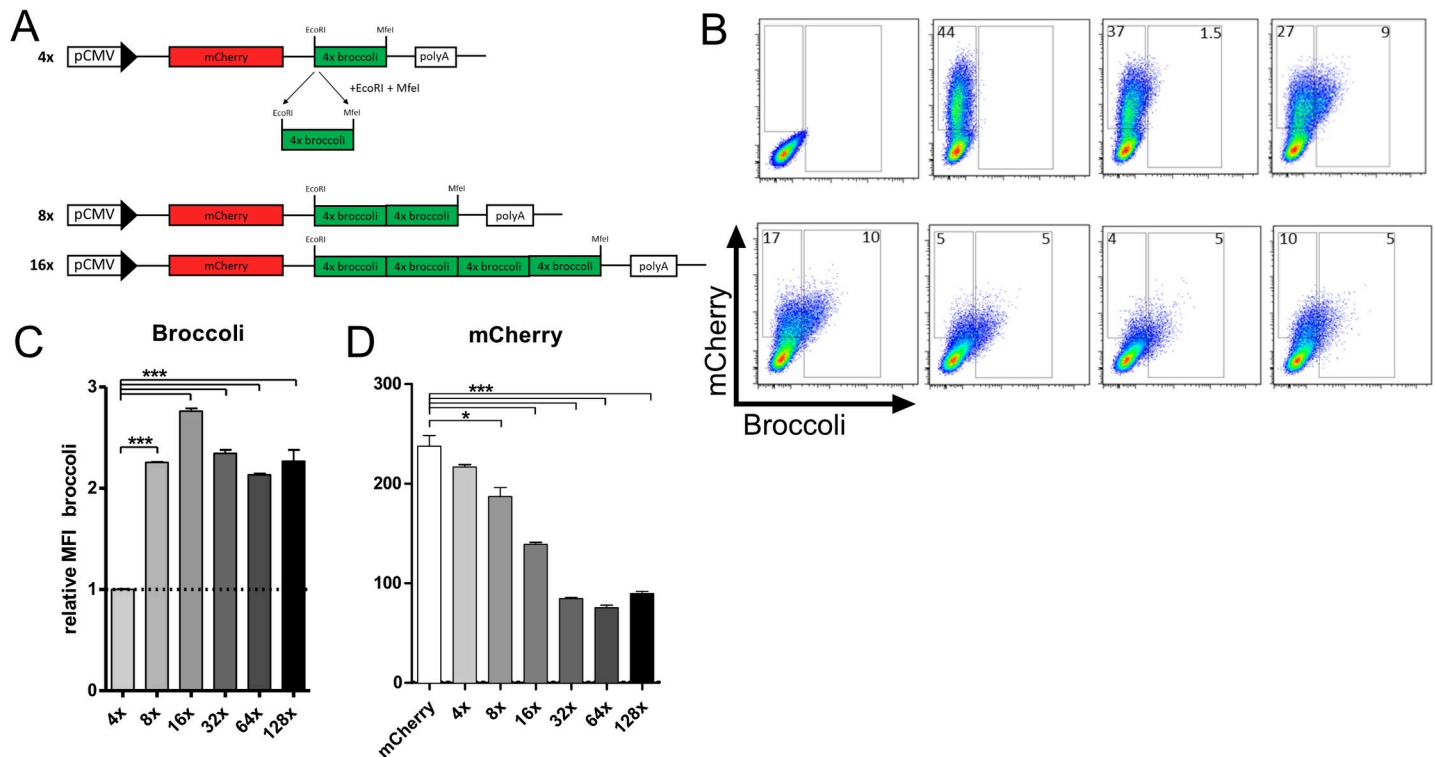 A
EcoRI MfeI
4x pCMV mCherry 4x broccoli polyA
+EcoRI + MfeI
EcoRI MfeI
4x broccoli
EcoRI MfeI
8x pCMV mCherry 4x broccoli 4x broccoli polyA
EcoRI MfeI
16x pCMV mCherry 4x broccoli 4x broccoli 4x broccoli 4x broccoli polyA
B
44 37 1.5 27 9
17 10 5 5 4 5 10 5
mCherry
Broccoli
C Broccoli
***
***
relative MFI broccoli
3
2
1
0
4x 8x 16x 32x 64x 128x
D mCherry
***
*
300
200
100
0
mCherry 4x 8x 16x 32x 64x 128x